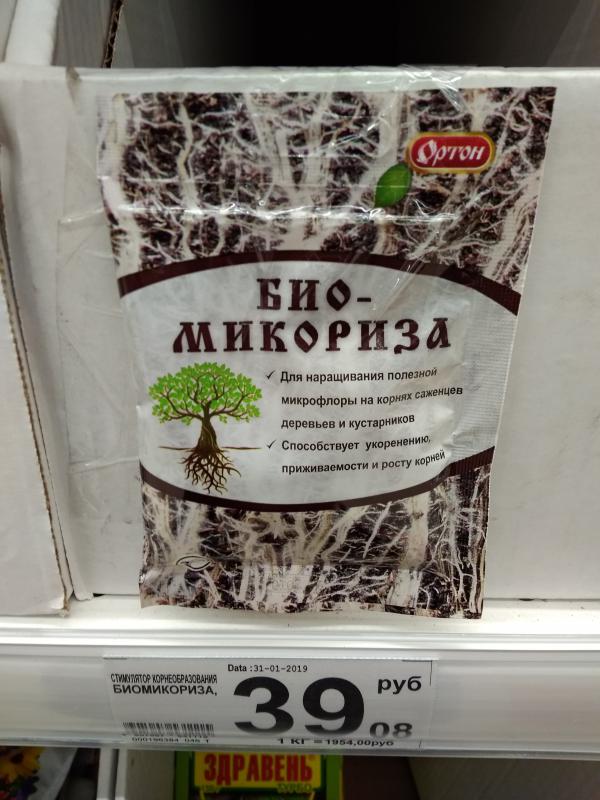 Ортон
БИО-
МИКОРИЗА
✓ Для наращивания полезной
микрофлоры на корнях саженцев
деревьев и кустарников
✓ Способствует укоренению,
приживаемости и росту корней
Data :31-01-2019
СТИМУЛЯТОР КОРНЕОБРАЗОВАНИЯ
БИОМИКОРИЗА,
39 08 руб
1 КГ =1954,00руб
ЗДРАВЕНЬ
ТУРБО